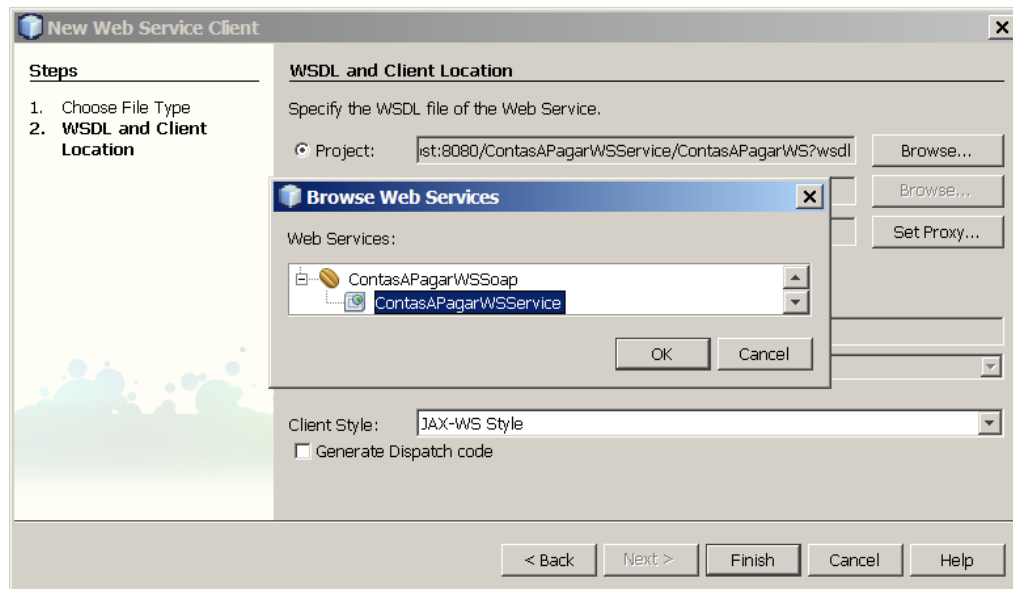 New Web Service Client
Steps
1. Choose File Type
2. WSDL and Client
Location
WSDL and Client Location
Specify the WSDL file of the Web Service.
Project: ost:8080/ContasAPagarWSService/ContasAPagarWS?wsdl Browse...
Browse...
Set Proxy...
Browse Web Services
Web Services:
ContasAPagarWSSoap
ContasAPagarWSService
OK Cancel
Client Style: JAX-WS Style
Generate Dispatch code
< Back Next > Finish Cancel Help